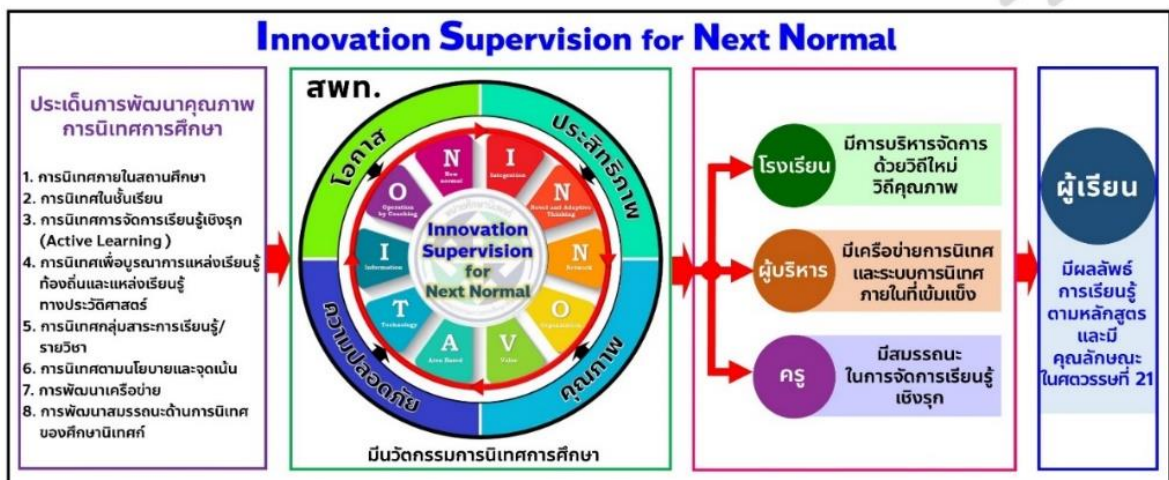 Innovation Supervision for Next Normal
ประเด็นการพัฒนาคุณภาพ
การนิเทศการศึกษา
1. การนิเทศภายในสถานศึกษา
2. การนิเทศในชั้นเรียน
3. การนิเทศการจัดการเรียนรู้เชิงรุก
(Active Learning )
4. การนิเทศเพื่อบูรณาการแหล่งเรียนรู้
ท้องถิ่นและแหล่งเรียนรู้
ทางประวัติศาสตร์
5. การนิเทศกลุ่มสาระการเรียนรู้/
รายวิชา
6. การนิเทศตามนโยบายและจุดเน้น
7. การพัฒนาเครือข่าย
8. การพัฒนาสมรรถนะด้านการนิเทศ
ของศึกษานิเทศก์
สพท.
โอกาส
ประสิทธิภาพ
คุณภาพ
ความปลอดภัย
I
Integration
N
Novel and Adaptive
Thinking
N
Network
O
Organization
V
Value
A
Area Based
T
Technology
I
Information
O
Operation
by Coaching
N
New
normal
Innovation
Supervision
for
Next Normal
มีนวัตกรรมการนิเทศการศึกษา
โรงเรียน
มีการบริหารจัดการ
ด้วยวิถีใหม่
วิถีคุณภาพ
ผู้บริหาร
มีเครือข่ายการนิเทศ
และระบบการนิเทศ
ภายในที่เข้มแข็ง
ครู
มีสมรรถนะ
ในการจัดการเรียนรู้
เชิงรุก
ผู้เรียน
มีผลลัพธ์
การเรียนรู้
ตามหลักสูตร
และมี
คุณลักษณะ
ในศตวรรษที่ 21